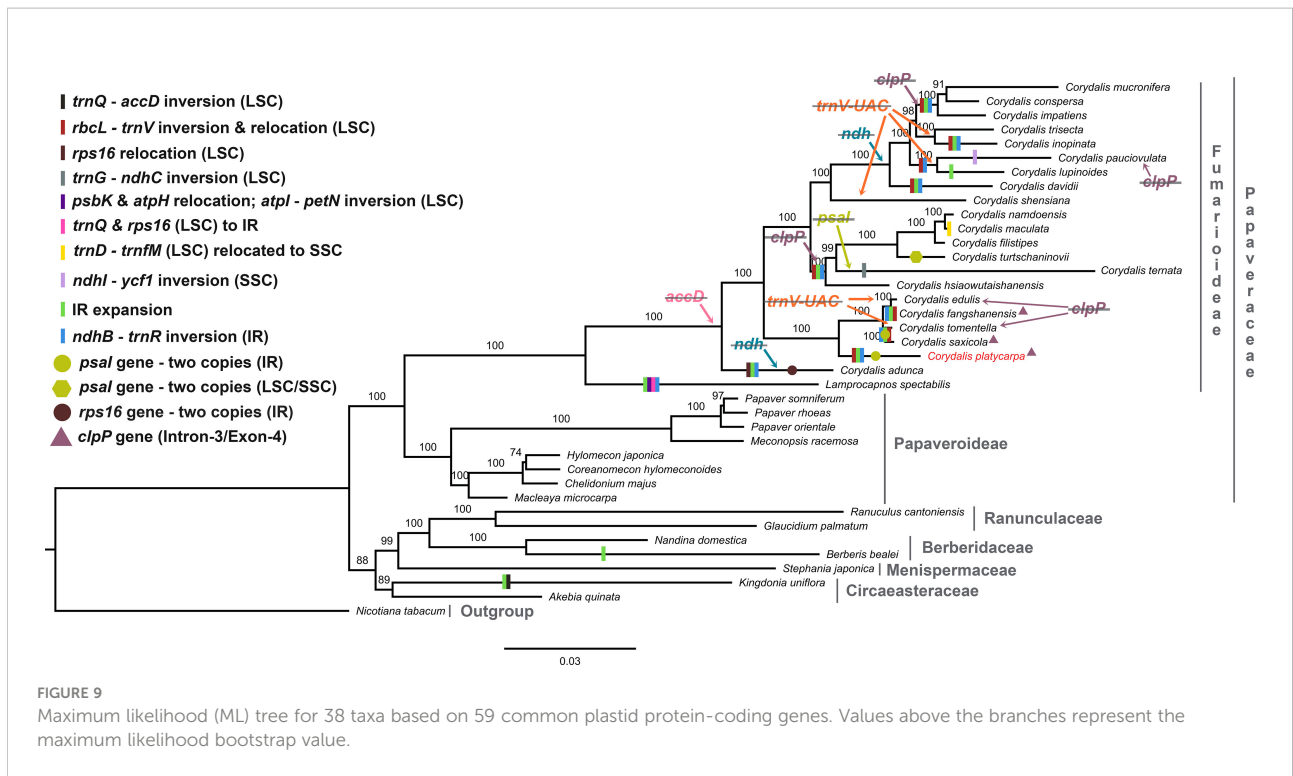 trnQ - accD inversion (LSC)
rbcL - trnV inversion & relocation (LSC)
rps16 relocation (LSC)
trnG - ndhC inversion (LSC)
psbK & atpH relocation; atpI - petN inversion (LSC)
trnQ & rps16 (LSC) to IR
trnD - trnfM (LSC) relocated to SSC
ndhI - ycf1 inversion (SSC)
IR expansion
ndhB - trnR inversion (IR)
psaI gene - two copies (IR)
psaI gene - two copies (LSC/SSC)
rps16 gene - two copies (IR)
clpP gene (Intron-3/Exon-4)
clpP
trnV-UAC
ndh
psaI
clpP
accD
trnV-UAC
ndh
clpP
clpP
91
100
98
100
100
100
100
100
100
100
100
99
100
100
100
100
100
100
100
100
100
97
100
100
100
74
100
100
100
100
99
88
89
Corydalis mucronifera
Corydalis conspersa
Corydalis impatiens
Corydalis trisecta
Corydalis inopinata
Corydalis pauciovulata
Corydalis lupinoides
Corydalis davidii
Corydalis shensiana
Corydalis namdoensis
Corydalis maculata
Corydalis filistipes
Corydalis turtschaninovii
Corydalis ternata
Corydalis hsiaowutaishanensis
Corydalis edulis
Corydalis fangshanensis
Corydalis tomentella
Corydalis saxicola
Corydalis platycarpa
Corydalis adunca
Lamprocapnos spectabilis
Papaver somniferum
Papaver rhoeas
Papaver orientale
Meconopsis racemosa
Hylomecon japonica
Coreanomecon hylomeconoides
Chelidonium majus
Macleaya microcarpa
Ranuculus cantoniensis
Glaucidium palmatum
Nandina domestica
Berberis bealei
Stephania japonica
Kingdonia uniflora
Akebia quinata
Nicotiana tabacum
Fumarioideae
Papaveraceae
Papaveroideae
Ranunculaceae
Berberidaceae
Menispermaceae
Circaeasteraceae
Outgroup
0.03
FIGURE 9
Maximum likelihood (ML) tree for 38 taxa based on 59 common plastid protein-coding genes. Values above the branches represent the
maximum likelihood bootstrap value.